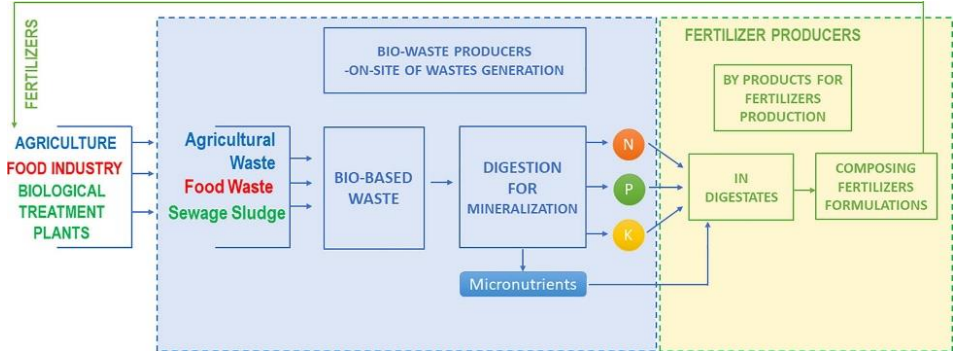 FERTILIZERS
AGRICULTURE
FOOD INDUSTRY
BIOLOGICAL
TREATMENT
PLANTS
BIO-WASTE PRODUCERS
-ON-SITE OF WASTES GENERATION
Agricultural
Waste
Food Waste
Sewage Sludge
BIO-BASED
WASTE
DIGESTION
FOR
MINERALIZATION
N
P
K
Micronutrients
FERTILIZER PRODUCERS
BY PRODUCTS FOR
FERTILIZERS
PRODUCTION
IN
DIGESTATES
COMPOSING
FERTILIZERS
FORMULATIONS